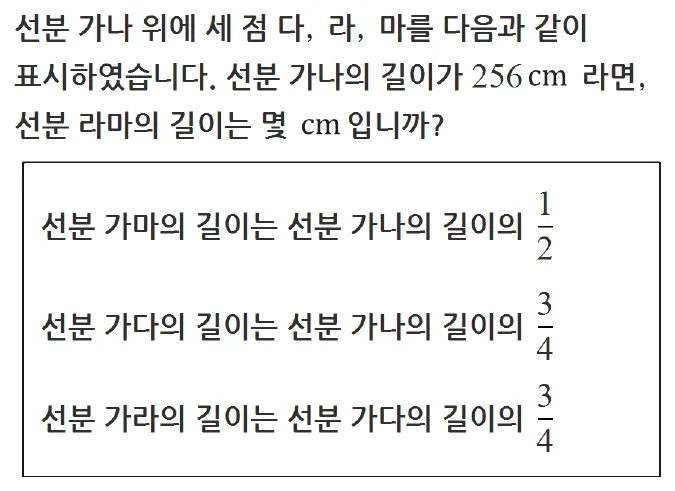 선분 가나 위에 세 점 다, 라, 마를 다음과 같이
표시하였습니다. 선분 가나의 길이가 256 cm 라면,
선분 라마의 길이는 몇 cm 입니까?
선분 가마의 길이는 선분 가나의 길이의 1/2
선분 가다의 길이는 선분 가나의 길이의 3/4
선분 가라의 길이는 선분 가다의 길이의 3/4